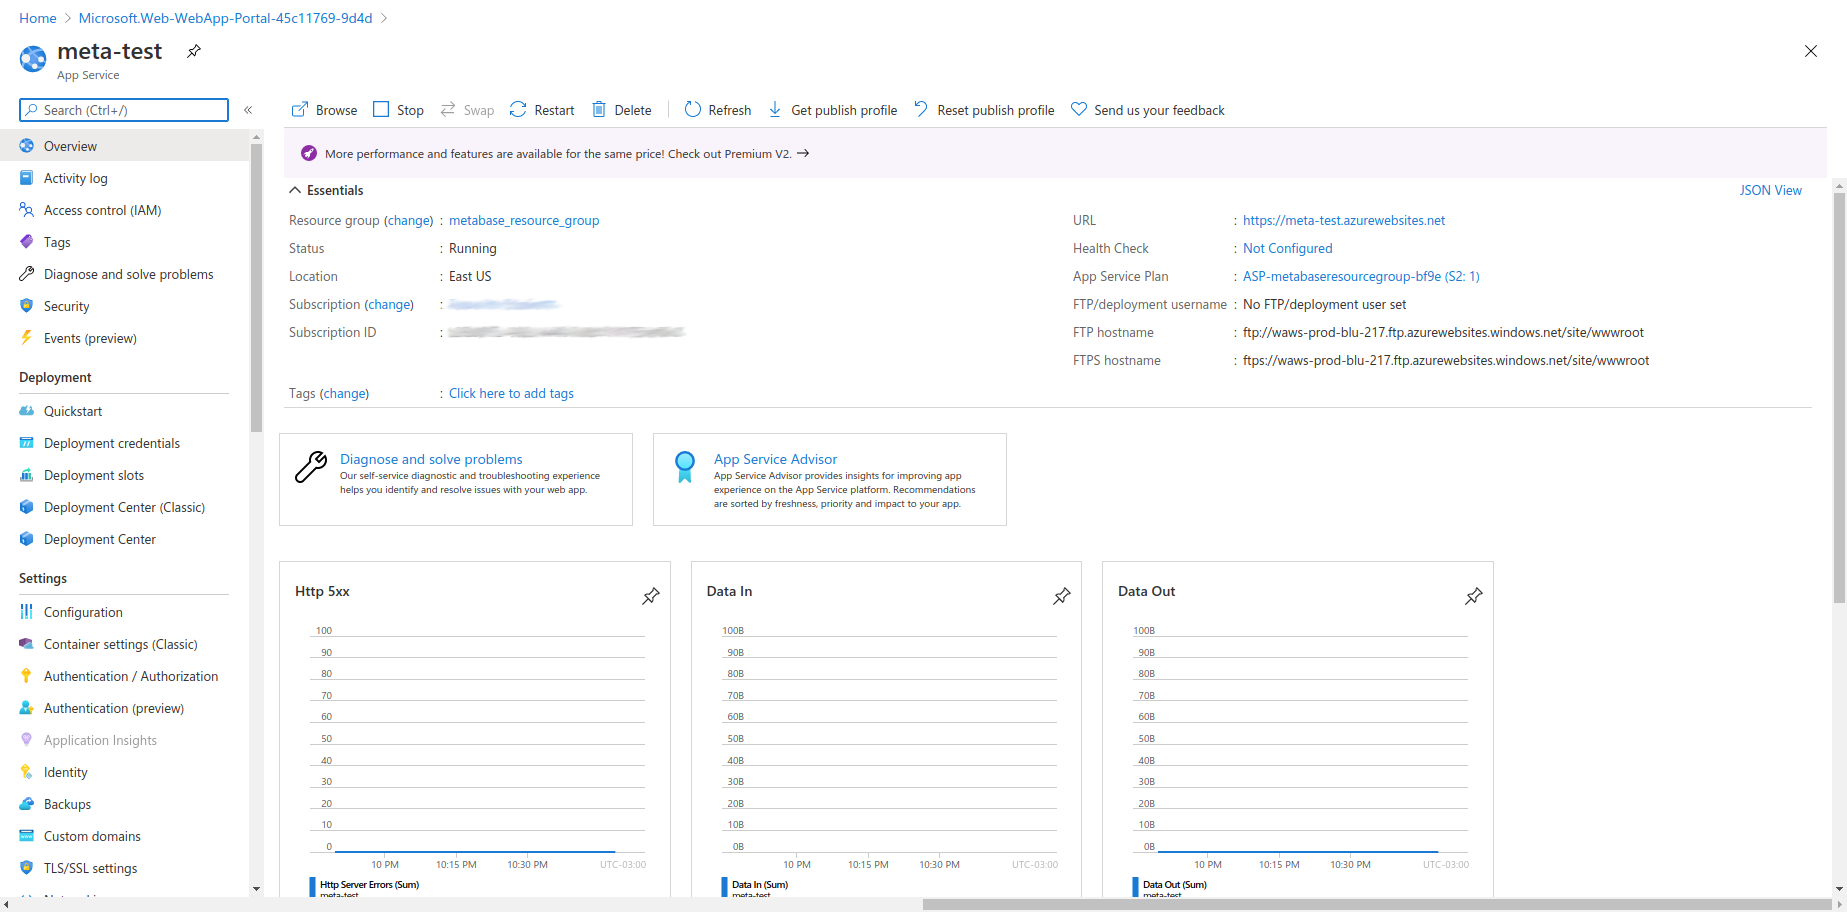 Home > Microsoft.Web-WebApp-Portal-45c11769-9d4d >
meta-test
App Service
Search (Ctrl+/)
«
Overview
Activity log
Access control (IAM)
Tags
Diagnose and solve problems
Security
Events (preview)
Deployment
Quickstart
Deployment credentials
Deployment slots
Deployment Center (Classic)
Deployment Center
Settings
Configuration
Container settings (Classic)
Authentication / Authorization
Authentication (preview)
Application Insights
Identity
Backups
Custom domains
TLS/SSL settings
Browse Stop Swap Restart Delete Refresh Get publish profile Reset publish profile Send us your feedback
More performance and features are available for the same price! Check out Premium V2. →
Essentials
JSON View
Resource group (change) : metabase_resource_group
Status : Running
Location : East US
Subscription (change) :
Subscription ID :
Tags (change) : Click here to add tags
URL : https://meta-test.azurewebsites.net
Health Check : Not Configured
App Service Plan : ASP-metabaseresourcegroup-bf9e (S2: 1)
FTP/deployment username : No FTP/deployment user set
FTP hostname : ftp://waws-prod-blu-217.ftp.azurewebsites.windows.net/site/wwwroot
FTPS hostname : ftps://waws-prod-blu-217.ftp.azurewebsites.windows.net/site/wwwroot
Diagnose and solve problems
Our self-service diagnostic and troubleshooting experience
helps you identify and resolve issues with your web app.
App Service Advisor
App Service Advisor provides insights for improving app
experience on the App Service platform. Recommendations
are sorted by freshness, priority and impact to your app.
Http 5xx
100
90
80
70
60
50
40
30
20
10
0
10 PM 10:15 PM 10:30 PM UTC-03:00
Http Server Errors (Sum)
meta-test
Data In
100B
90B
80B
70B
60B
50B
40B
30B
20B
10B
0B
10 PM 10:15 PM 10:30 PM UTC-03:00
Data In (Sum)
meta-test
Data Out
100B
90B
80B
70B
60B
50B
40B
30B
20B
10B
0B
10 PM 10:15 PM 10:30 PM UTC-03:00
Data Out (Sum)
meta-test